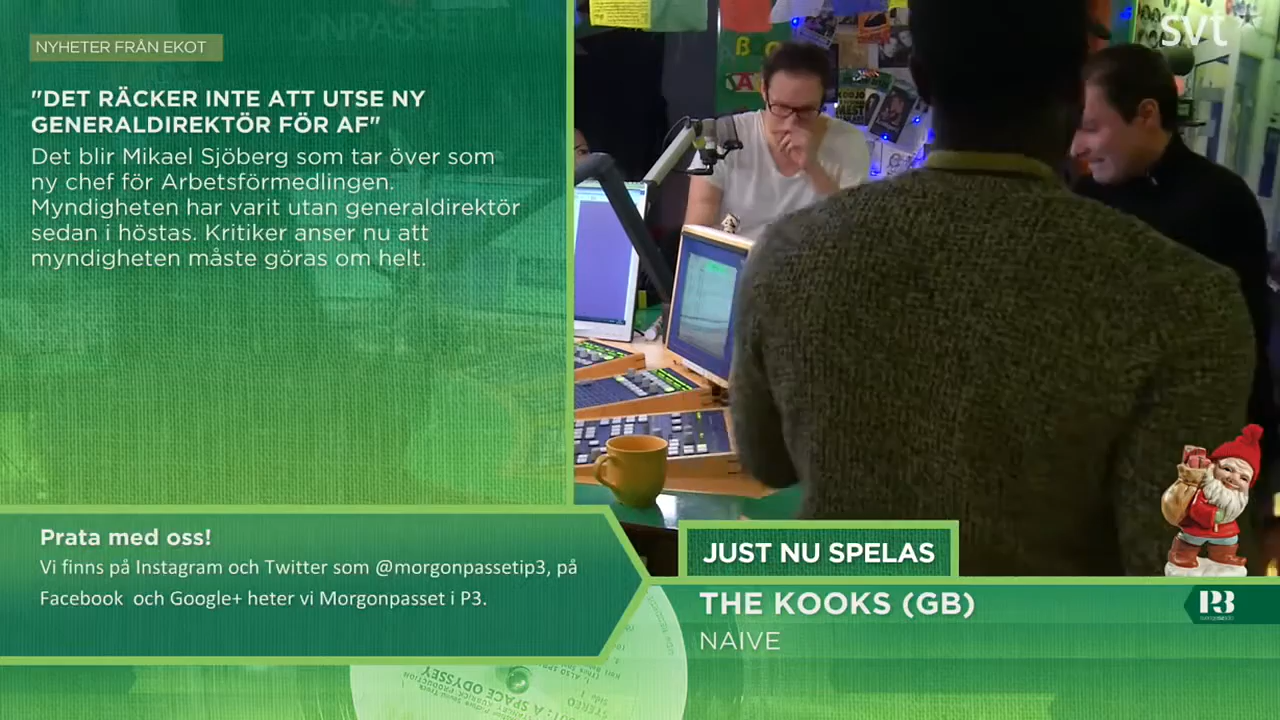 NYHETER FRÅN EKOT
"DET RÄCKER INTE ATT UTSE NY
GENERALDIREKTÖR FÖR AF"
Det blir Mikael Sjöberg som tar över som
ny chef för Arbetsförmedlingen.
Myndigheten har varit utan generaldirektör
sedan i höstas. Kritiker anser nu att
myndigheten måste göras om helt.
svt
Prata med oss!
Vi finns på Instagram och Twitter som @morgonpassetip3, på
Facebook och Google+ heter vi Morgonpasset i P3.
JUST NU SPELAS
THE KOOKS (GB)
NAIVE
P3
A SPACE ODYSSEY
STEREO